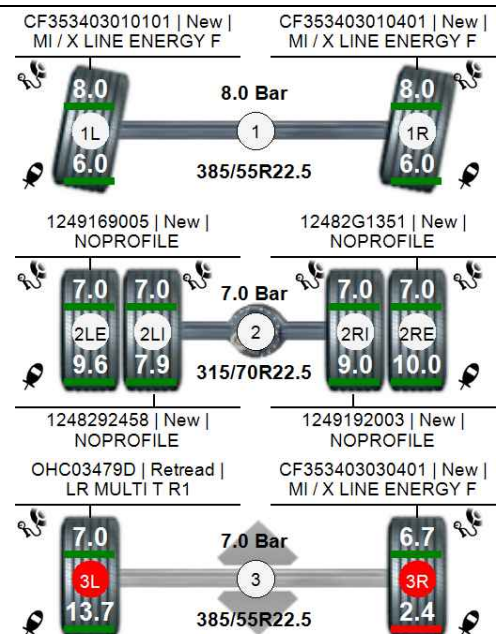 CF353403010101 | New |
MI / X LINE ENERGY F
CF353403010401 | New |
MI / X LINE ENERGY F
8.0
8.0 Bar
8.0
1L
1
1R
6.0
385/55R22.5
6.0
1249169005 | New |
NOPROFILE
12482G1351 | New |
NOPROFILE
7.0
7.0
7.0 Bar
7.0
7.0
2LE
2LI
2
2RI
2RE
9.6
7.9
315/70R22.5
9.0
10.0
1248292458 | New |
NOPROFILE
1249192003 | New |
NOPROFILE
OHC03479D | Retread |
LR MULTI T R1
CF353403030401 | New |
MI / X LINE ENERGY F
7.0
7.0 Bar
6.7
3L
3
3R
13.7
385/55R22.5
2.4